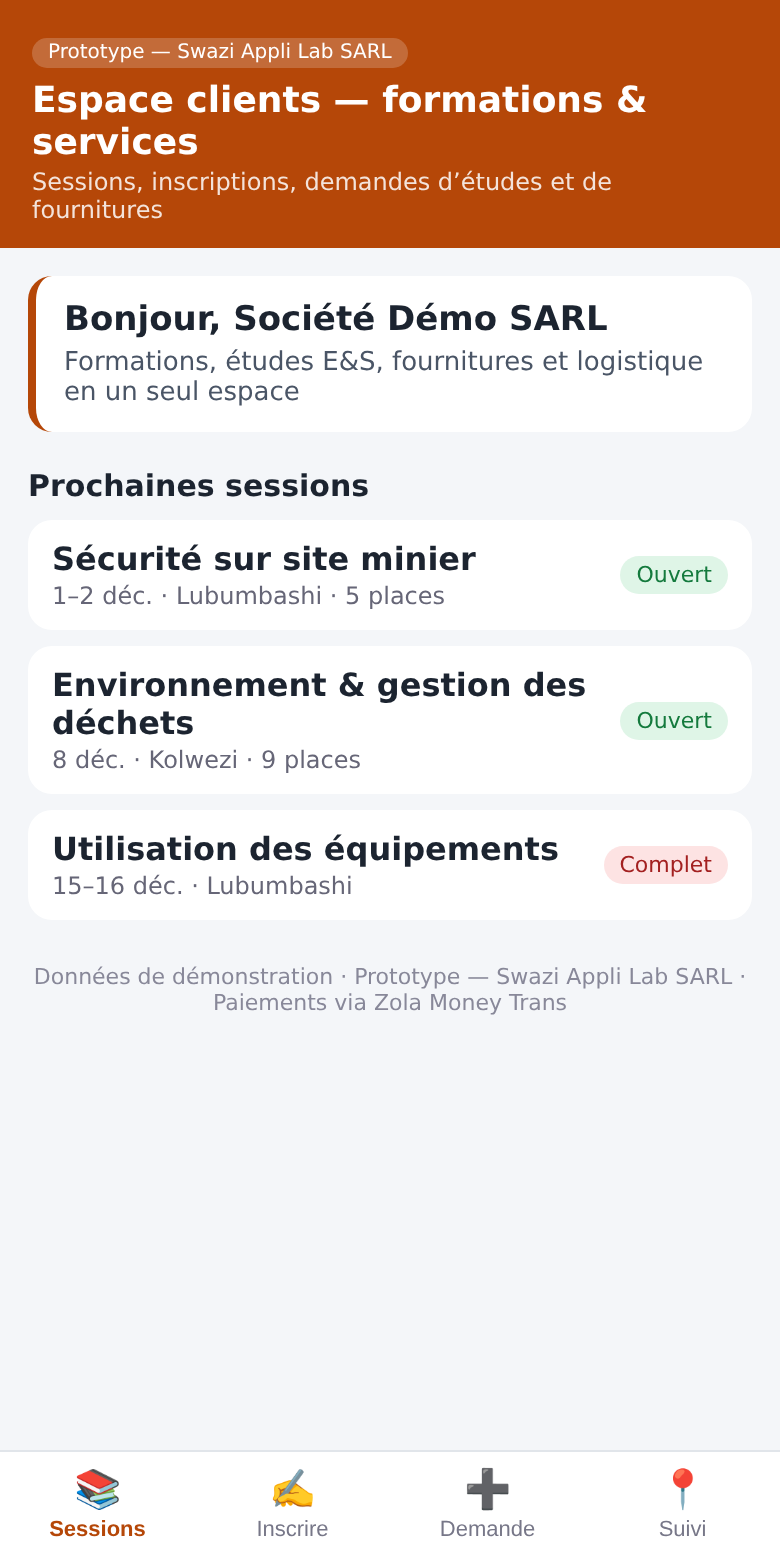 Prototype — Swazi Appli Lab SARL
Espace clients — formations &
services
Sessions, inscriptions, demandes d’études et de
fournitures
Bonjour, Société Démo SARL
Formations, études E&S, fournitures et logistique
en un seul espace
Prochaines sessions
Sécurité sur site minier
1–2 déc. · Lubumbashi · 5 places
Ouvert
Environnement & gestion des
déchets
8 déc. · Kolwezi · 9 places
Ouvert
Utilisation des équipements
15–16 déc. · Lubumbashi
Complet
Données de démonstration · Prototype — Swazi Appli Lab SARL ·
Paiements via Zola Money Trans
Sessions
Inscrire
Demande
Suivi